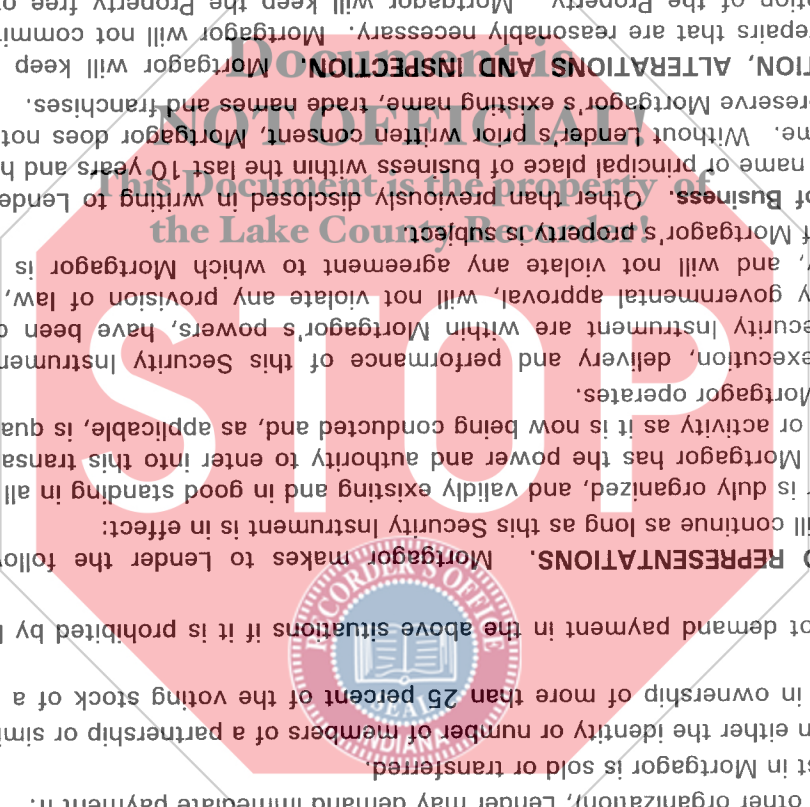 other organization), Lender may demand immediate payment if:
in Mortgagor is sold or transferred.
either the identity or number of members of a partnership or simi
in ownership of more than 25 percent of the voting stock of a
ot demand payment in the above situations if it is prohibited by
REPRESENTATIONS. Mortgagor makes to Lender the follo
ll continue as long as this Security Instrument is in effect:
r is duly organized, and validly existing and in good standing in all
Mortgagor has the power and authority to enter into this transa
or activity as it is now being conducted and, as applicable, is qua
Mortgagor operates.
execution, delivery and performance of this Security Instrumen
ecurity Instrument are within Mortgagor's powers, have been
y governmental approval, will not violate any provision of law,
, and will not violate any agreement to which Mortgagor is
f Mortgagor's property is subject.
of Business. Other than previously disclosed in writing to Lende
name or principal place of business within the last 10 years and h
me. Without Lender's prior written consent, Mortgagor does not
preserve Mortgagor's existing name, trade names and franchises.
TION, ALTERATIONS AND INSPECTION. Mortgagor will keep
epairs that are reasonably necessary. Mortgagor will not commi
tion of the Property. Mortgagor will keep the Property free o
Document is
NOT OFFICIAL!
This Document is the property of
the Lake County Recorder!
STOP
RECORDER'S OFFICE
SEAL
INDIANA